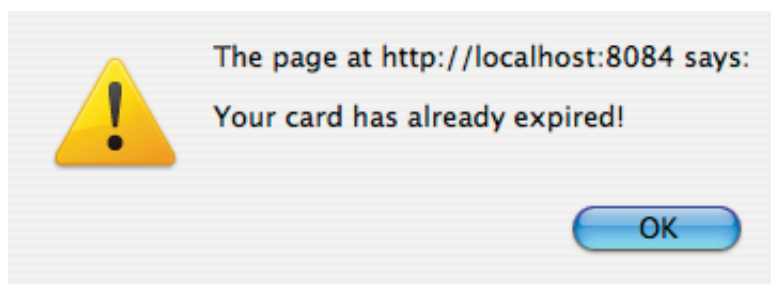 The page at http://localhost:8084 says:
Your card has already expired!
OK